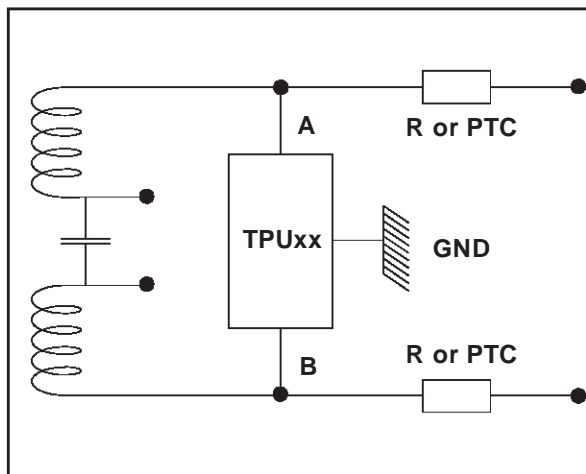 A
R or PTC
TPUxx
GND
R or PTC
B